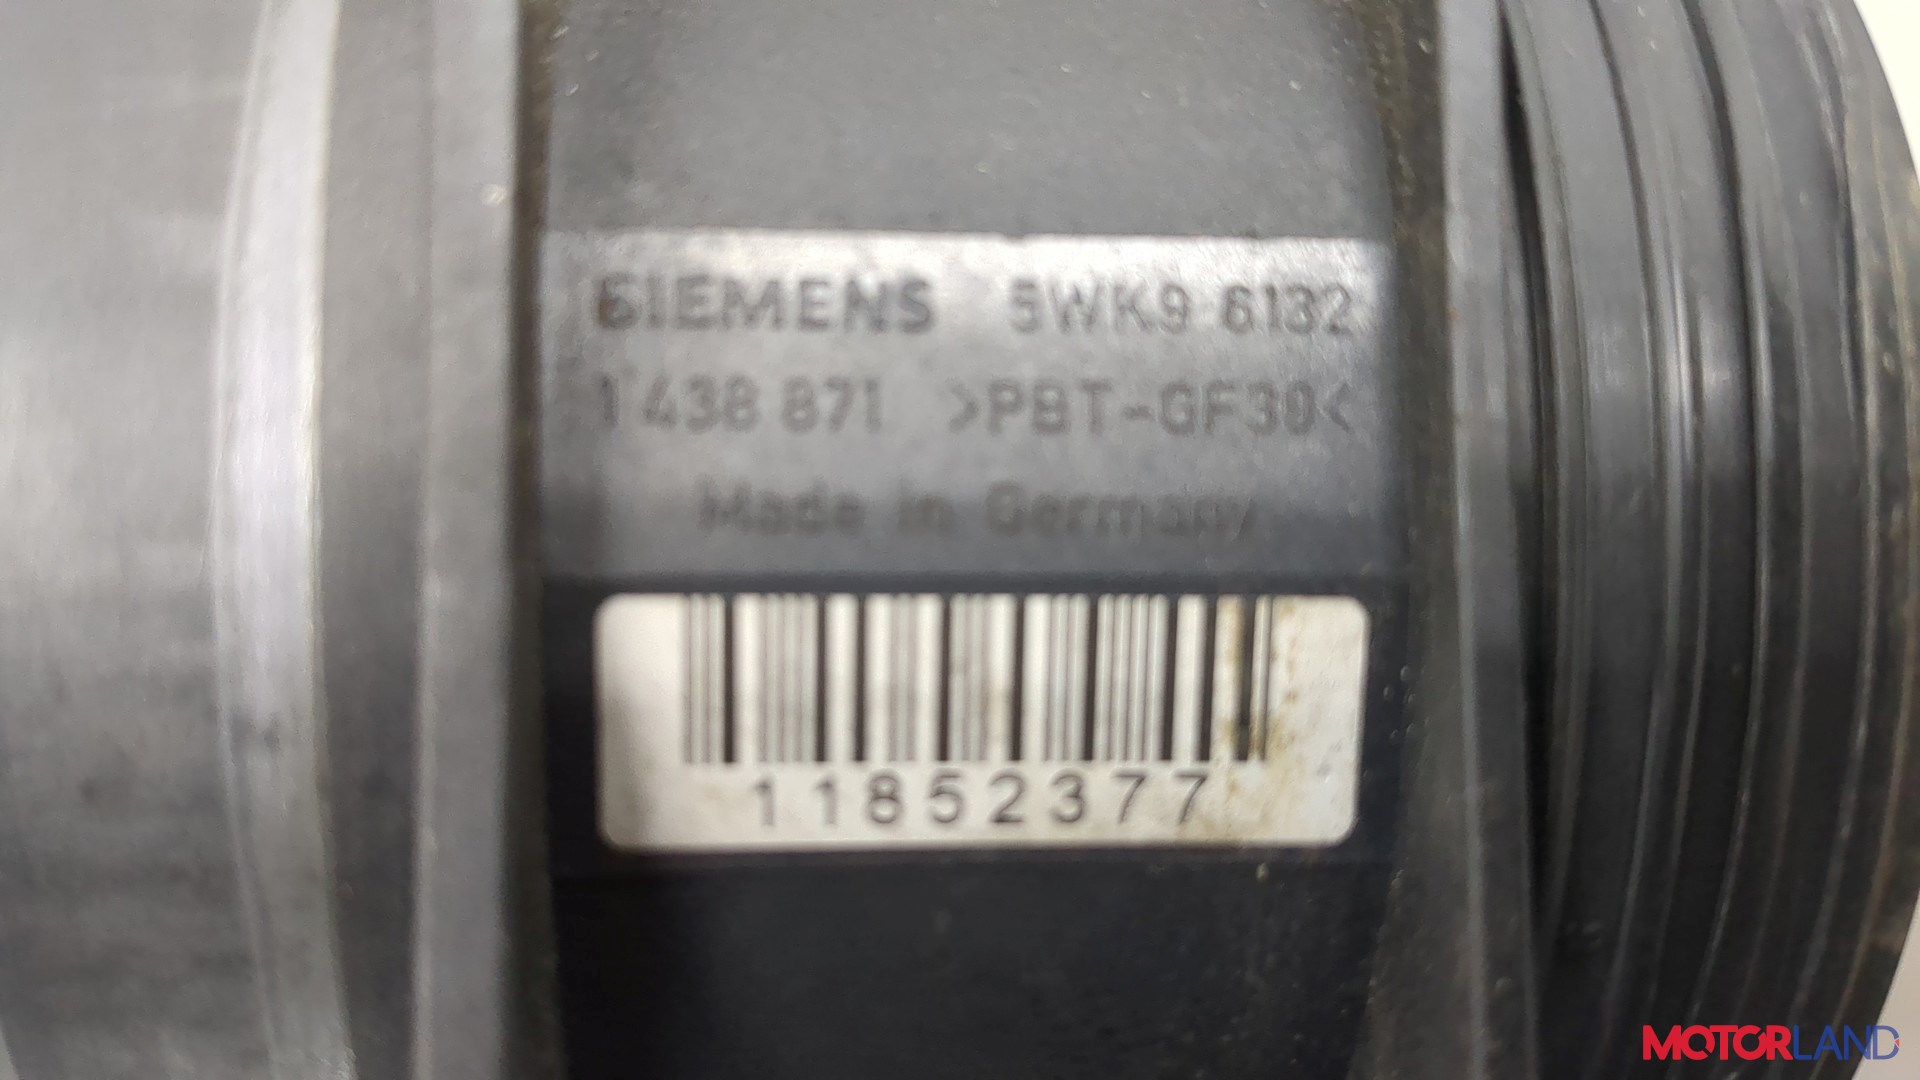 SIEMENS 5WK9 6132
1 438 871 >PBT-GF30<
Made in Germany
11852377
MOTORLAND